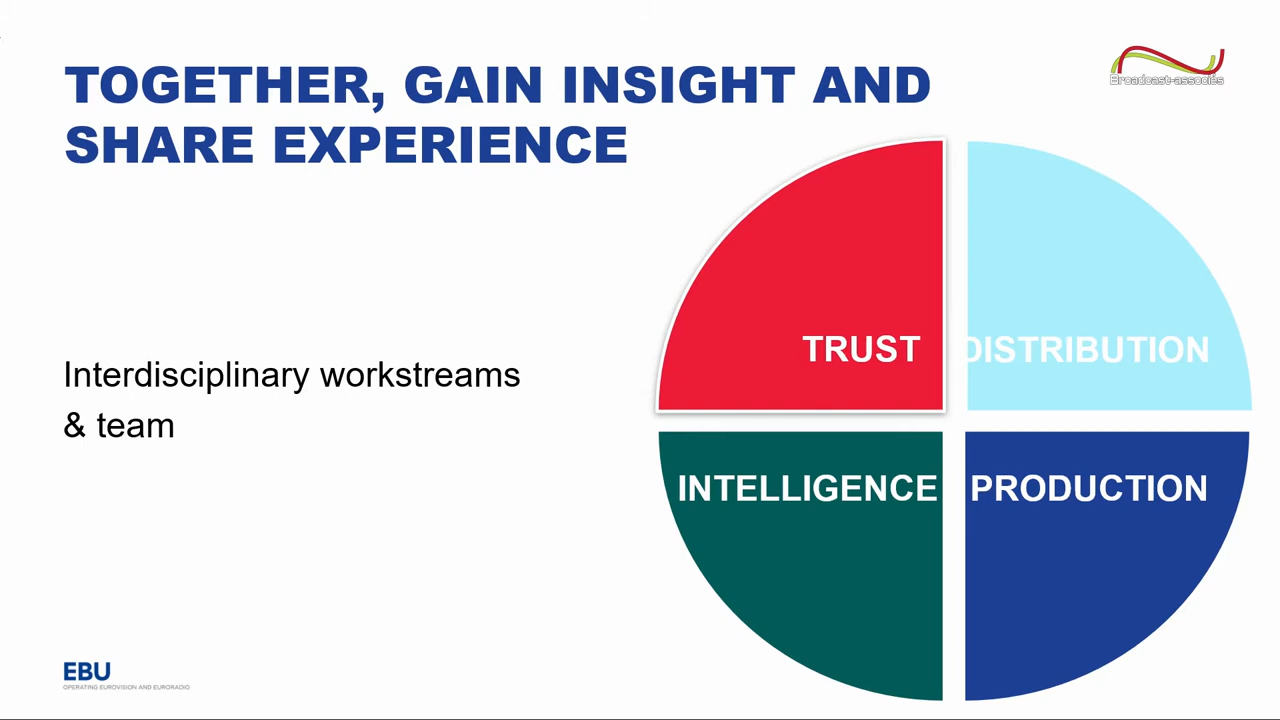 TOGETHER, GAIN INSIGHT AND
SHARE EXPERIENCE
Broadcast-associés
TRUST
DISTRIBUTION
Interdisciplinary workstreams
& team
INTELLIGENCE
PRODUCTION
EBU
OPERATING EUROVISION AND EURORADIO